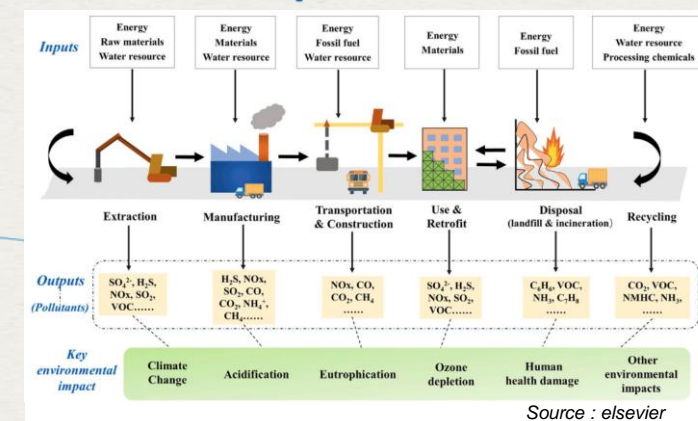 Inputs
Energy
Raw materials
Water resource
Energy
Materials
Water resource
Energy
Fossil fuel
Water resource
Energy
Materials
Energy
Fossil fuel
Energy
Water resource
Processing chemicals
Extraction
Manufacturing
Transportation
& Construction
Use &
Retrofit
Disposal
(landfill & incineration)
Recycling
Outputs
(Pollutants)
SO₄²⁻, H₂S,
NOx, SO₂,
VOC……
H₂S, NOx,
SO₂, CO,
CO₂, NH₄⁺,
CH₄……
NOx, CO,
CO₂, CH₄
……
SO₄²⁻, H₂S,
NOx, SO₂,
VOC……
C₆H₆, VOC,
NH₃, C₇H₈
……
CO₂, VOC,
NMHC, NH₃,
……
Key
environmental
impact
Climate
Change
Acidification
Eutrophication
Ozone
depletion
Human
health damage
Other
environmental
impacts
Source : elsevier